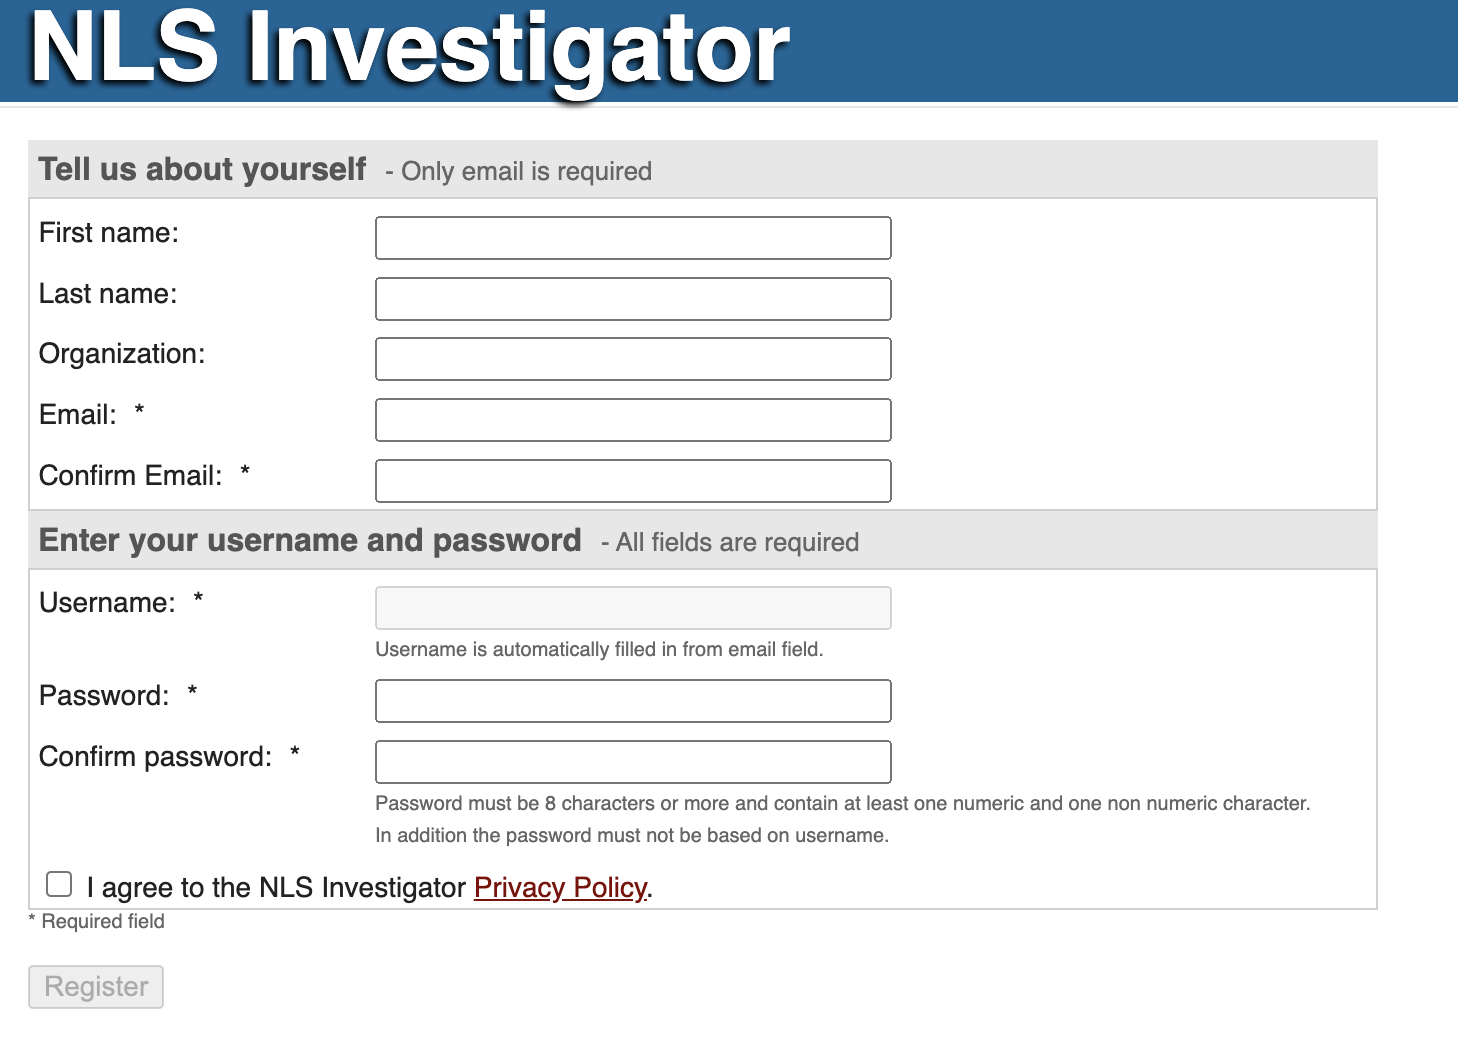 NLS Investigator
Tell us about yourself - Only email is required
First name:
Last name:
Organization:
Email: *
Confirm Email: *
Enter your username and password - All fields are required
Username: *
Username is automatically filled in from email field.
Password: *
Confirm password: *
Password must be 8 characters or more and contain at least one numeric and one non numeric character.
In addition the password must not be based on username.
I agree to the NLS Investigator Privacy Policy.
* Required field
Register